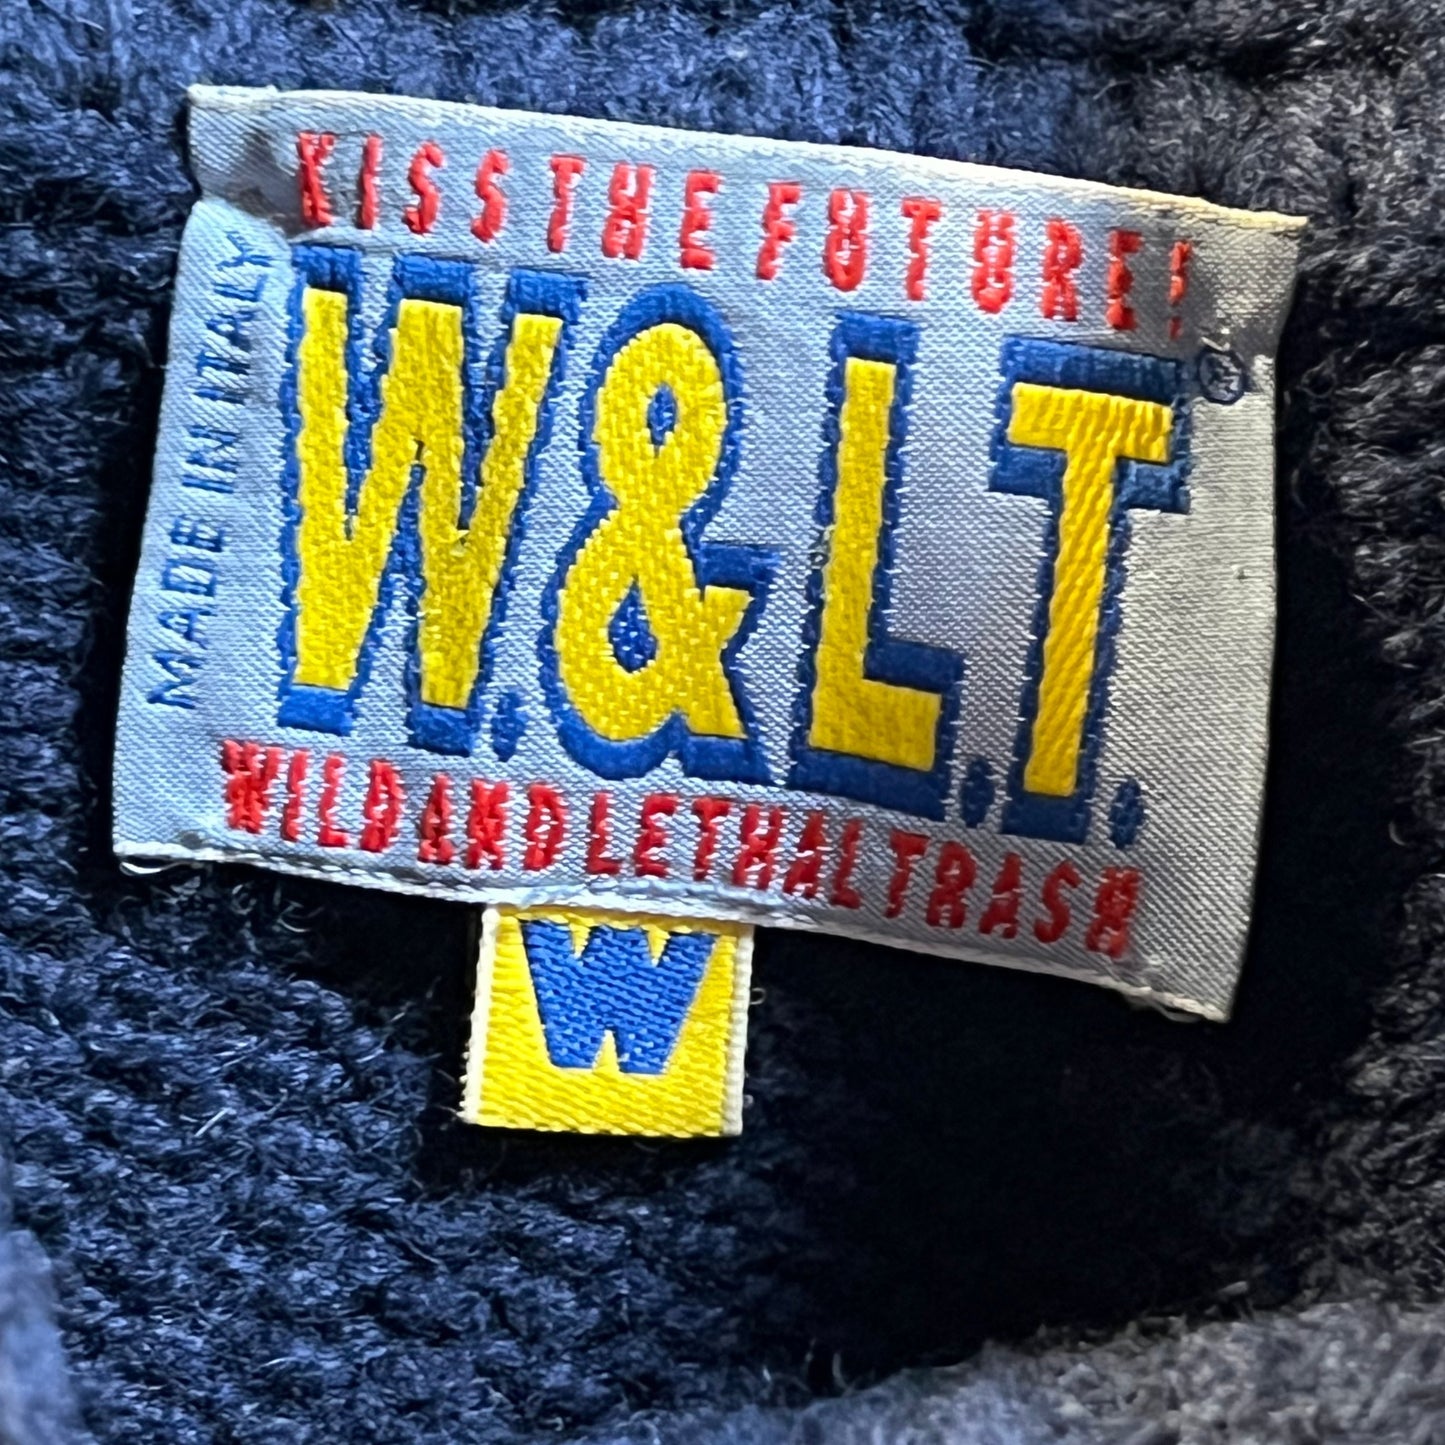 KISS THE FUTURE!
W.&L.T.®
WILD AND LETHAL TRASH
MADE IN ITALY
W